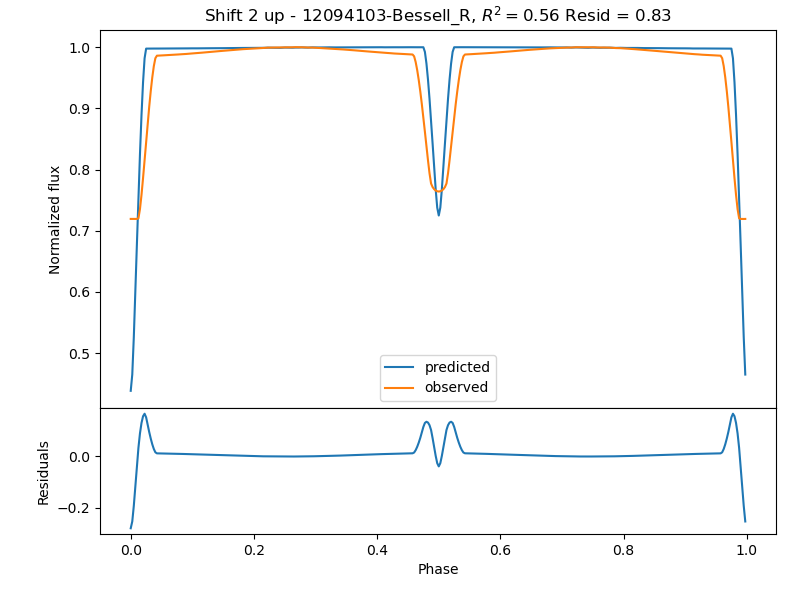 Shift 2 up - 12094103-Bessell_R, R² = 0.56 Resid = 0.83
1.0
0.9
0.8
0.7
0.6
0.5
Normalized flux
predicted
observed
0.0
−0.2
Residuals
0.0 0.2 0.4 0.6 0.8 1.0
Phase